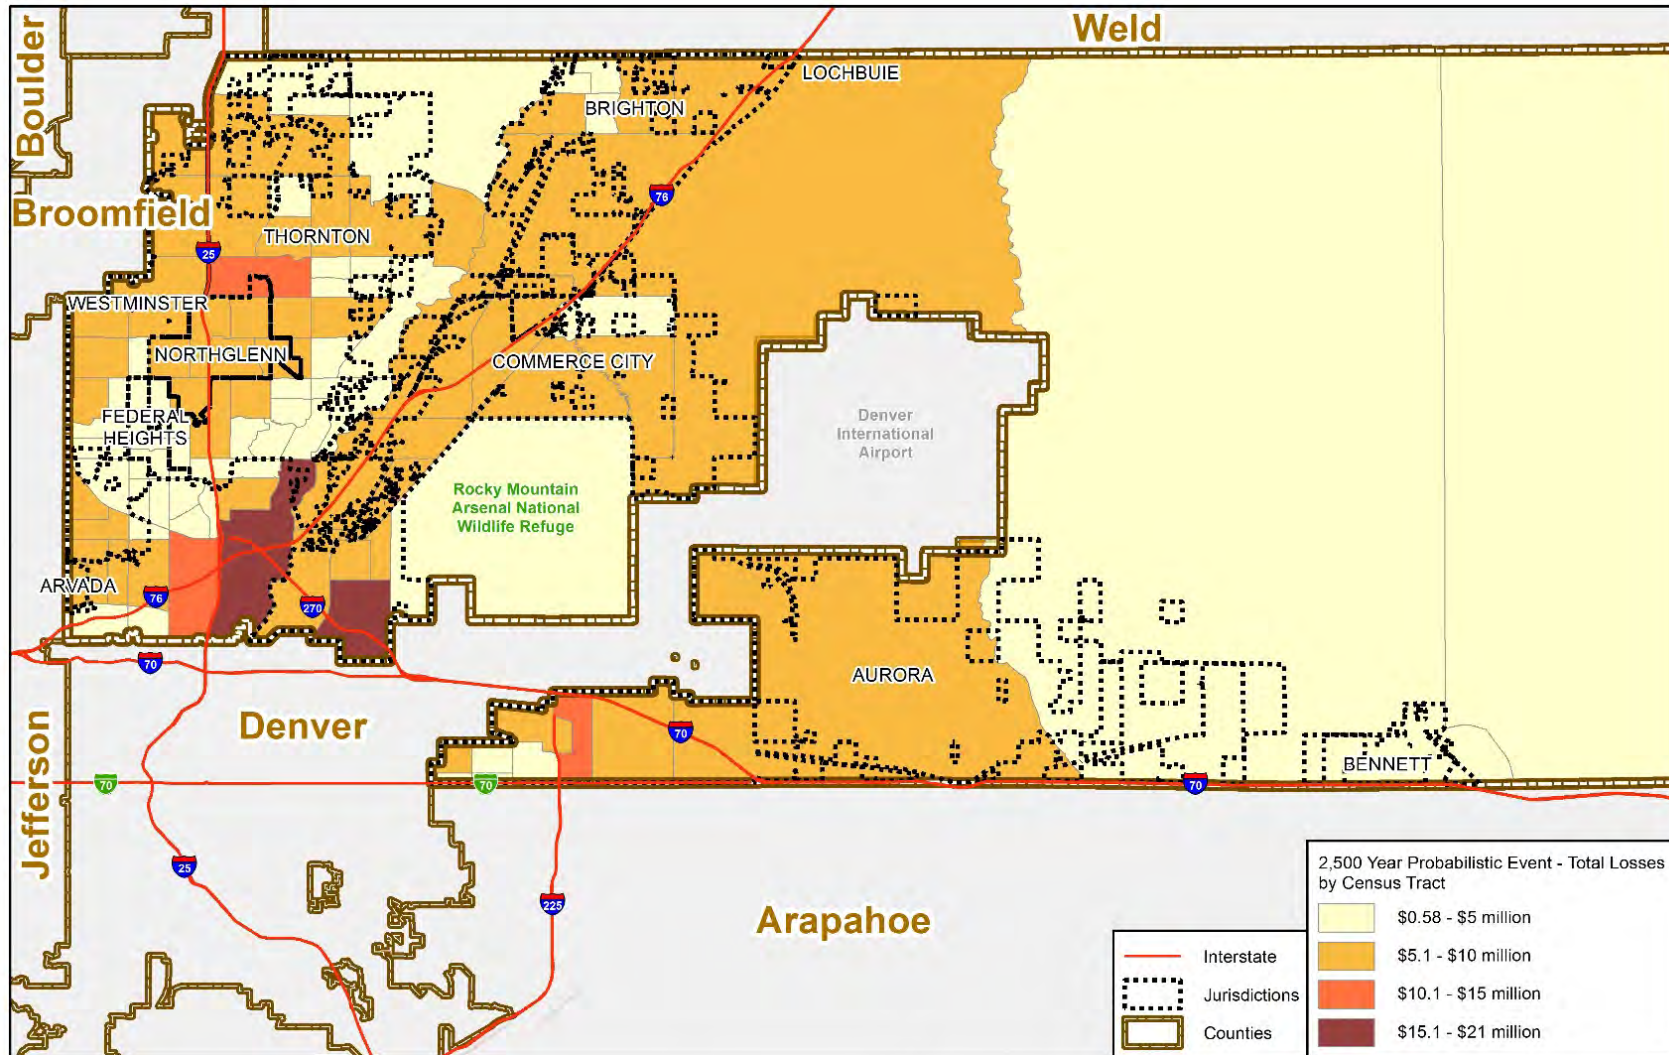 Boulder
Weld
LOCHBUIE
BRIGHTON
76
Broomfield
THORNTON
25
WESTMINSTER
NORTHGLENN
COMMERCE CITY
FEDERAL
HEIGHTS
Denver
International
Airport
Rocky Mountain
Arsenal National
Wildlife Refuge
ARVADA
76
270
70
AURORA
Denver
70
Jefferson
70
70
70
BENNETT
25
225
Arapahoe
2,500 Year Probabilistic Event - Total Losses
by Census Tract
$0.58 - $5 million
$5.1 - $10 million
$10.1 - $15 million
$15.1 - $21 million
Interstate
Jurisdictions
Counties